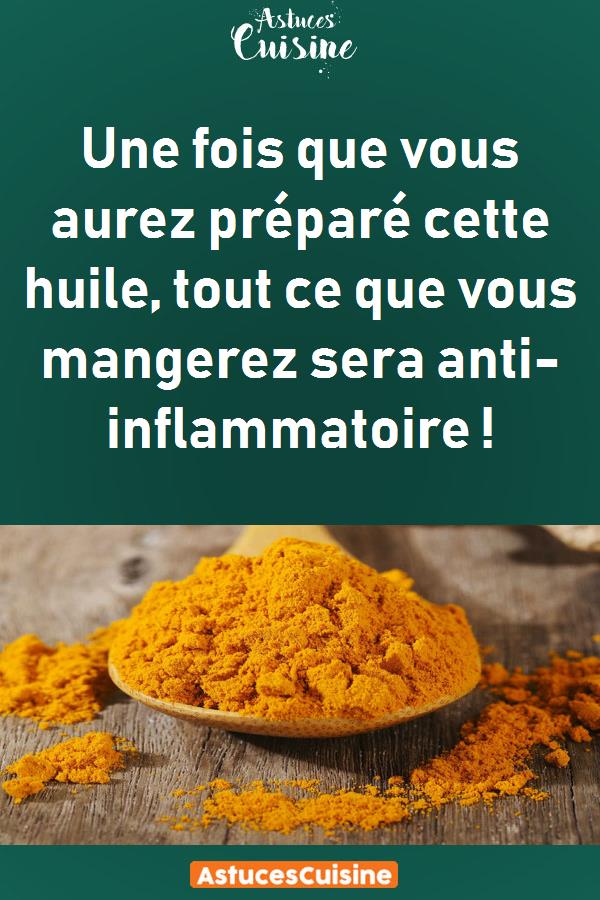 Astuces
Cuisine
Une fois que vous
aurez préparé cette
huile, tout ce que vous
mangerez sera anti-
inflammatoire !
AstucesCuisine